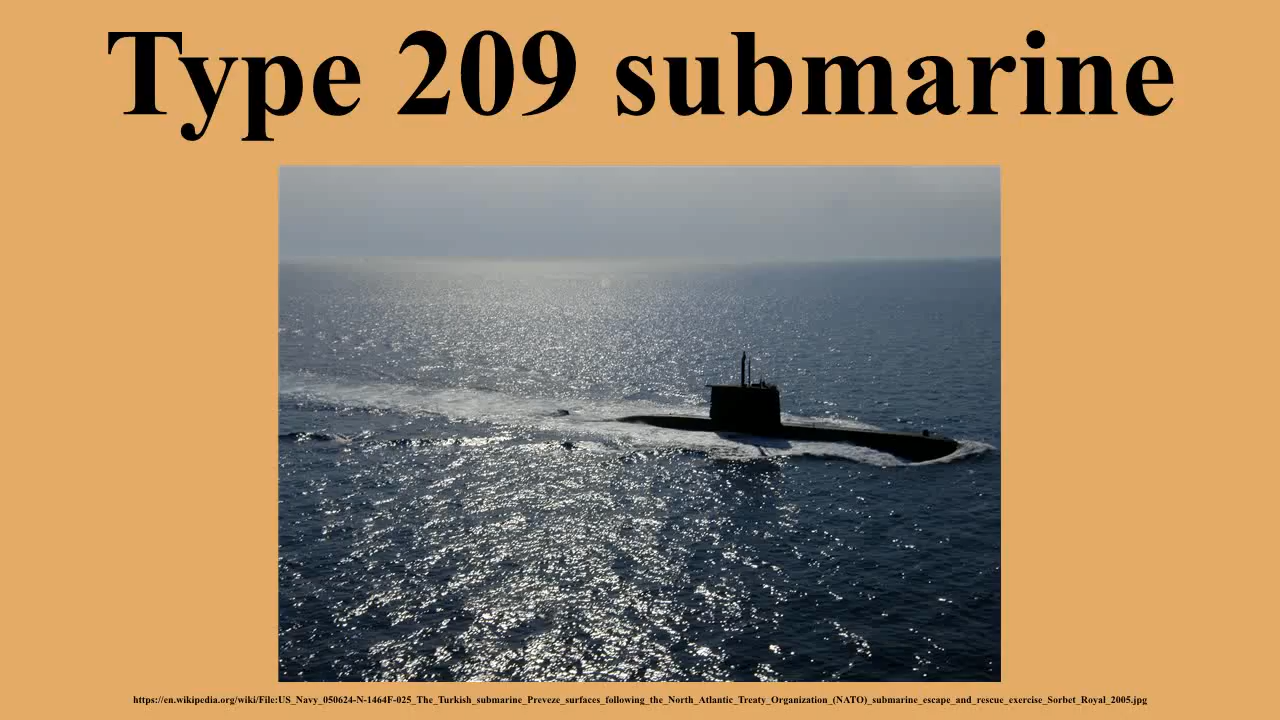 Type 209 submarine
https://en.wikipedia.org/wiki/File:US_Navy_050624-N-1464F-025_The_Turkish_submarine_Preveze_surfaces_following_the_North_Atlantic_Treaty_Organization_(NATO)_submarine_escape_and_rescue_exercise_Sorbet_Royal_2005.jpg